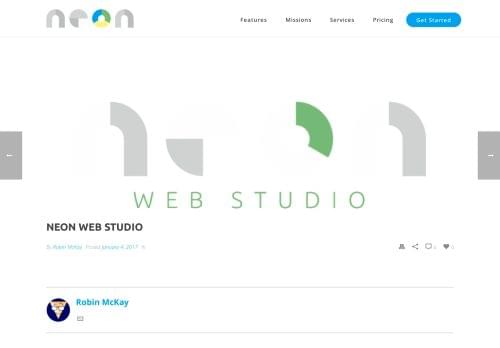 neon
Features Missions Services Pricing Get Started
neon
WEB STUDIO
NEON WEB STUDIO
By Robin McKay Posted January 4, 2017 In
0 0
Robin McKay